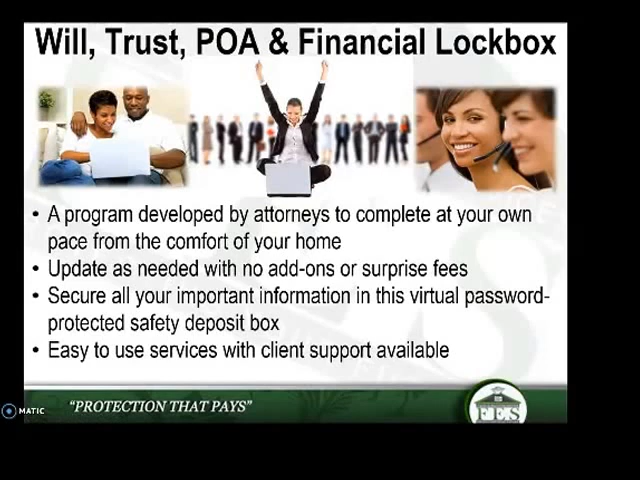 Will, Trust, POA & Financial Lockbox
• A program developed by attorneys to complete at your own
pace from the comfort of your home
• Update as needed with no add-ons or surprise fees
• Secure all your important information in this virtual password-
protected safety deposit box
• Easy to use services with client support available
"PROTECTION THAT PAYS"
FES
MATIC